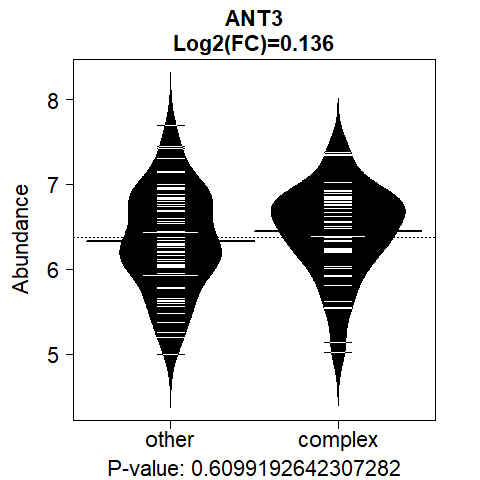 ANT3
Log2(FC)=0.136
Abundance
8
7
6
5
other complex
P-value: 0.6099192642307282